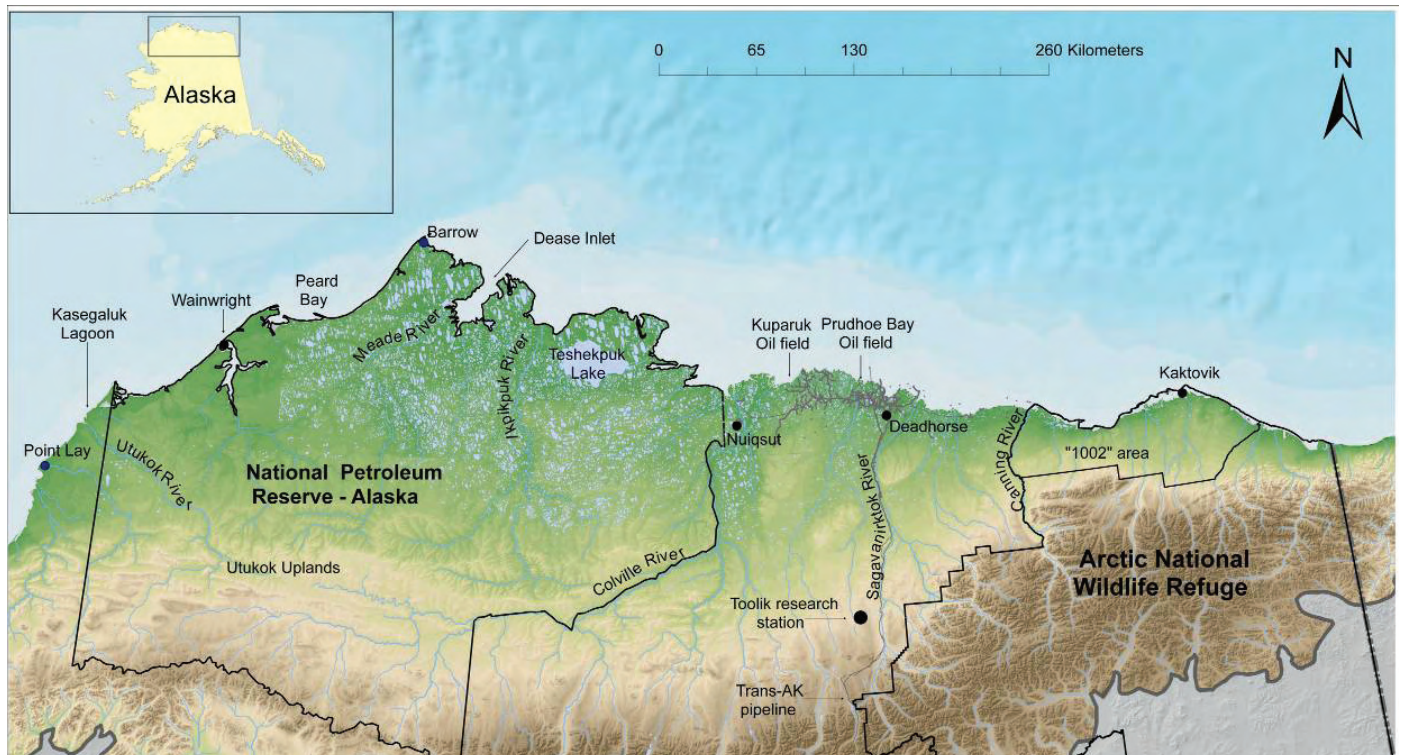 Alaska
0 65 130 260 Kilometers
N
Barrow
Dease Inlet
Peard
Bay
Wainwright
Kasegaluk
Lagoon
Meade River
Ikpikpuk River
Teshekpuk
Lake
Kuparuk
Oil field
Prudhoe Bay
Oil field
Kaktovik
Point Lay
Utukok River
National Petroleum
Reserve - Alaska
Nuiqsut
Deadhorse
Canning River
"1002" area
Sagavanirktok River
Utukok Uplands
Colville River
Arctic National
Wildlife Refuge
Toolik research
station
Trans-AK
pipeline